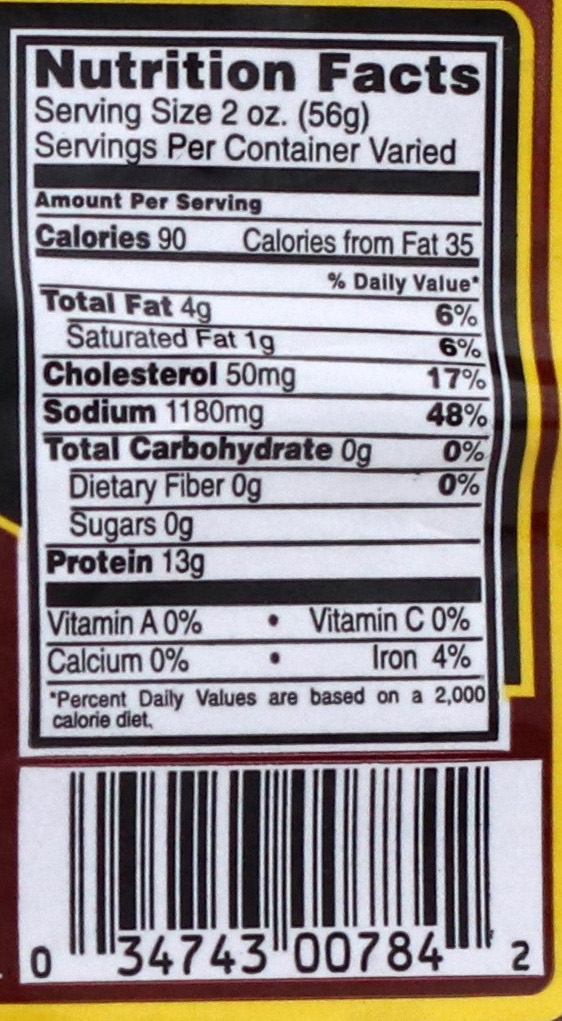 Nutrition Facts
Serving Size 2 oz. (56g)
Servings Per Container Varied
Amount Per Serving
Calories 90 Calories from Fat 35
% Daily Value*
Total Fat 4g 6%
Saturated Fat 1g 6%
Cholesterol 50mg 17%
Sodium 1180mg 48%
Total Carbohydrate 0g 0%
Dietary Fiber 0g 0%
Sugars 0g
Protein 13g
Vitamin A 0% • Vitamin C 0%
Calcium 0% • Iron 4%
*Percent Daily Values are based on a 2,000
calorie diet.
0 34743 00784 2